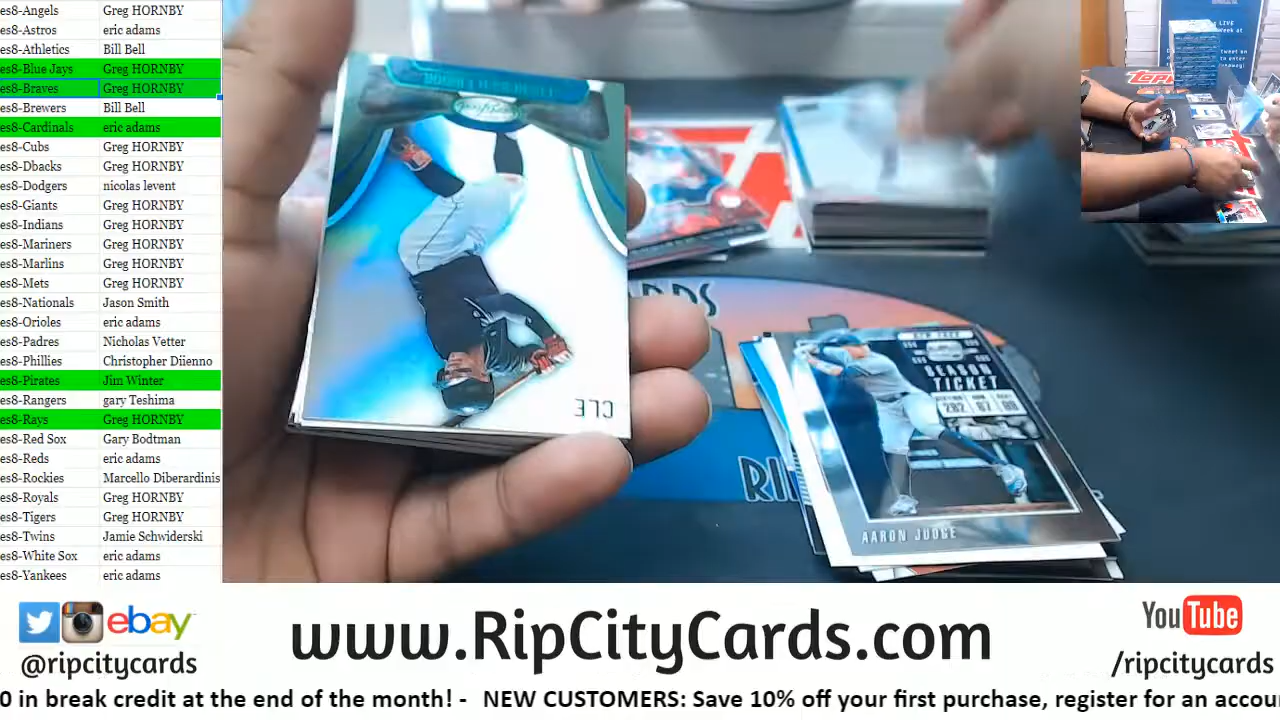 es8-Angels Greg HORNBY
es8-Astros eric adams
es8-Athletics Bill Bell
es8-Blue Jays Greg HORNBY
es8-Braves Greg HORNBY
es8-Brewers Bill Bell
es8-Cardinals eric adams
es8-Cubs Greg HORNBY
es8-Dbacks Greg HORNBY
es8-Dodgers nicolas levent
es8-Giants Greg HORNBY
es8-Indians Greg HORNBY
es8-Mariners Greg HORNBY
es8-Marlins Greg HORNBY
es8-Mets Greg HORNBY
es8-Nationals Jason Smith
es8-Orioles eric adams
es8-Padres Nicholas Vetter
es8-Phillies Christopher Diienno
es8-Pirates Jim Winter
es8-Rangers gary Teshima
es8-Rays Greg HORNBY
es8-Red Sox Gary Bodtman
es8-Reds eric adams
es8-Rockies Marcello Diberardinis
es8-Royals Greg HORNBY
es8-Tigers Greg HORNBY
es8-Twins Jamie Schwiderski
es8-White Sox eric adams
es8-Yankees eric adams
CLE
SEASON
TICKET
AARON JUDGE
RI
ebay
@ripcitycards
www.RipCityCards.com
YouTube
/ripcitycards
0 in break credit at the end of the month! - NEW CUSTOMERS: Save 10% off your first purchase, register for an accou